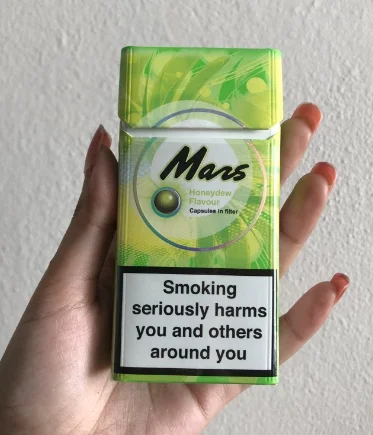 Mars
Honeydew
Flavour
Capsules in filter
Smoking
seriously harms
you and others
around you